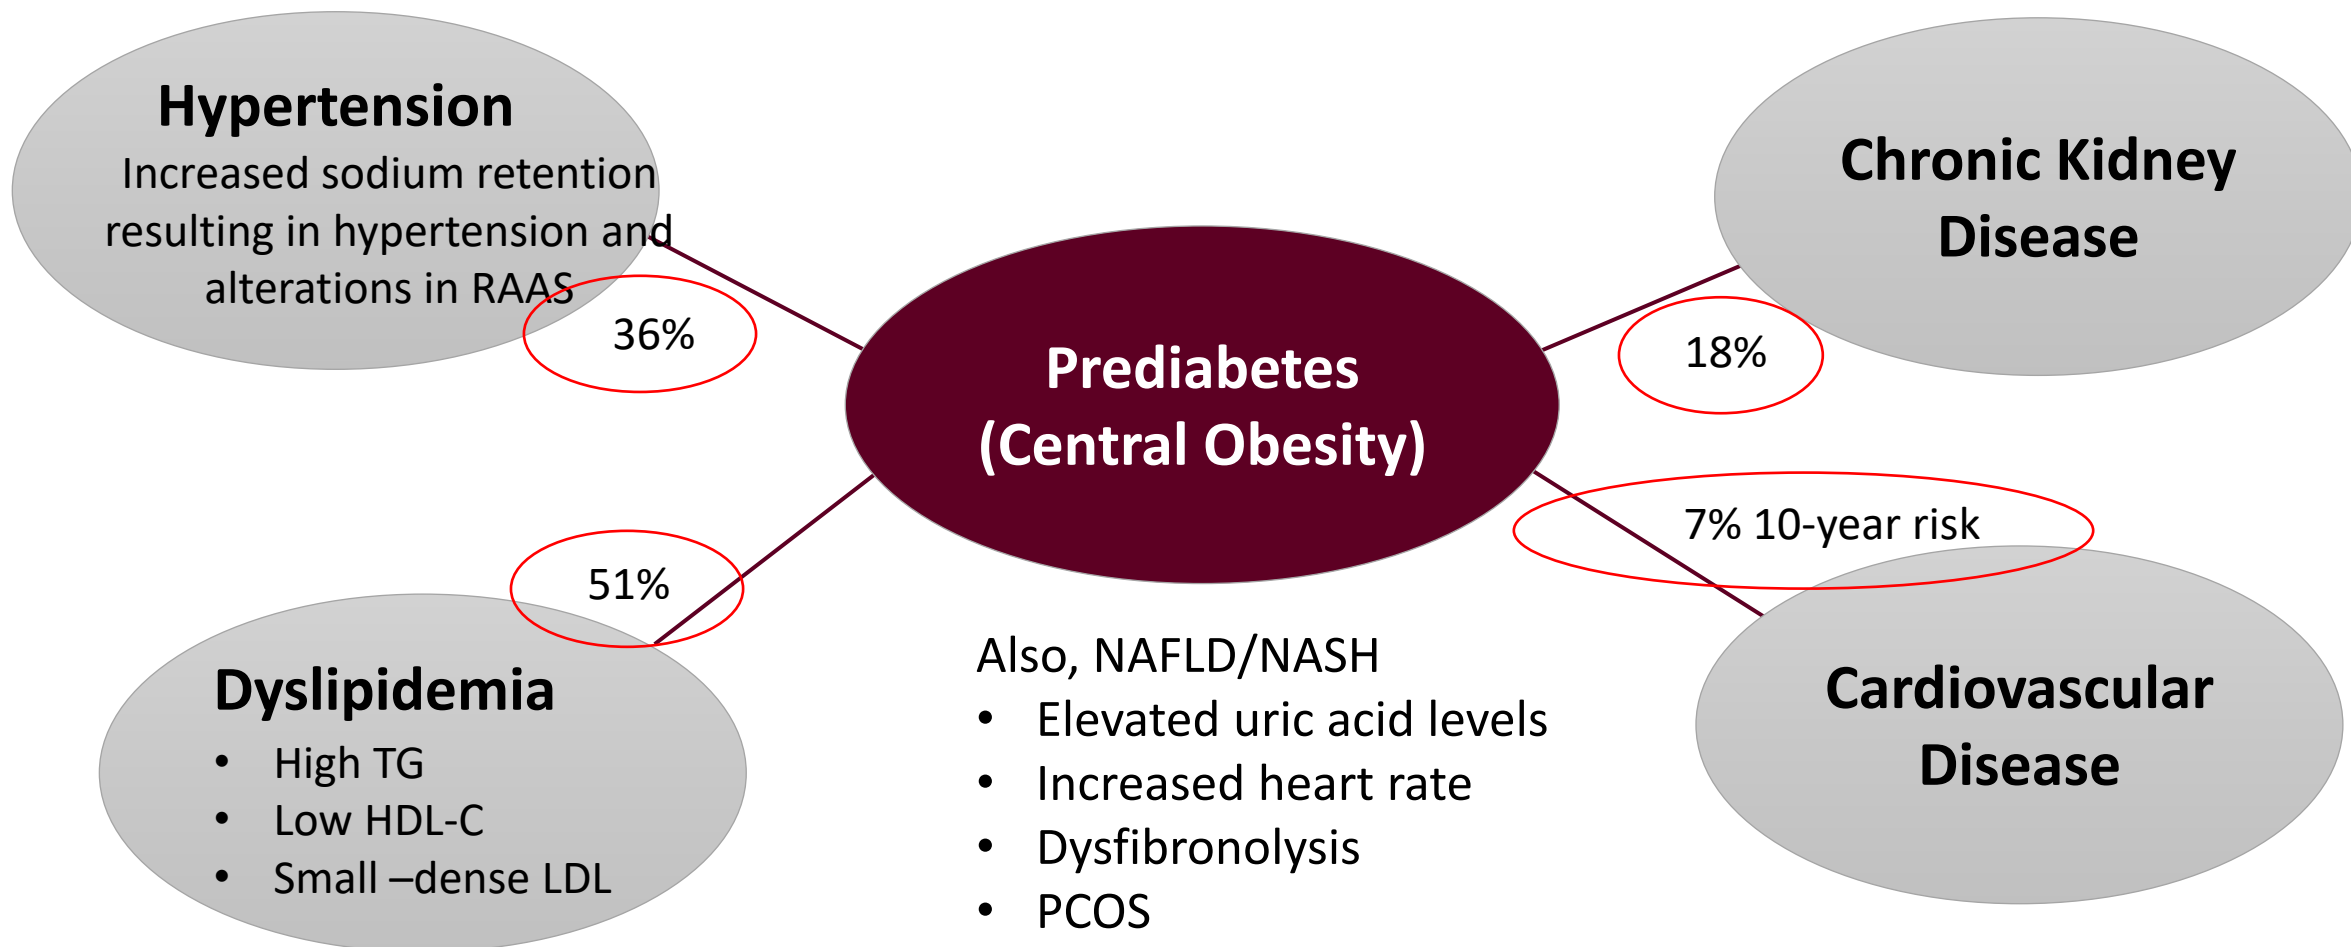 Hypertension
Increased sodium retention
resulting in hypertension and
alterations in RAAS
36%
Chronic Kidney
Disease
18%
Prediabetes
(Central Obesity)
51%
Dyslipidemia
• High TG
• Low HDL-C
• Small –dense LDL
7% 10-year risk
Cardiovascular
Disease
Also, NAFLD/NASH
• Elevated uric acid levels
• Increased heart rate
• Dysfibronolysis
• PCOS